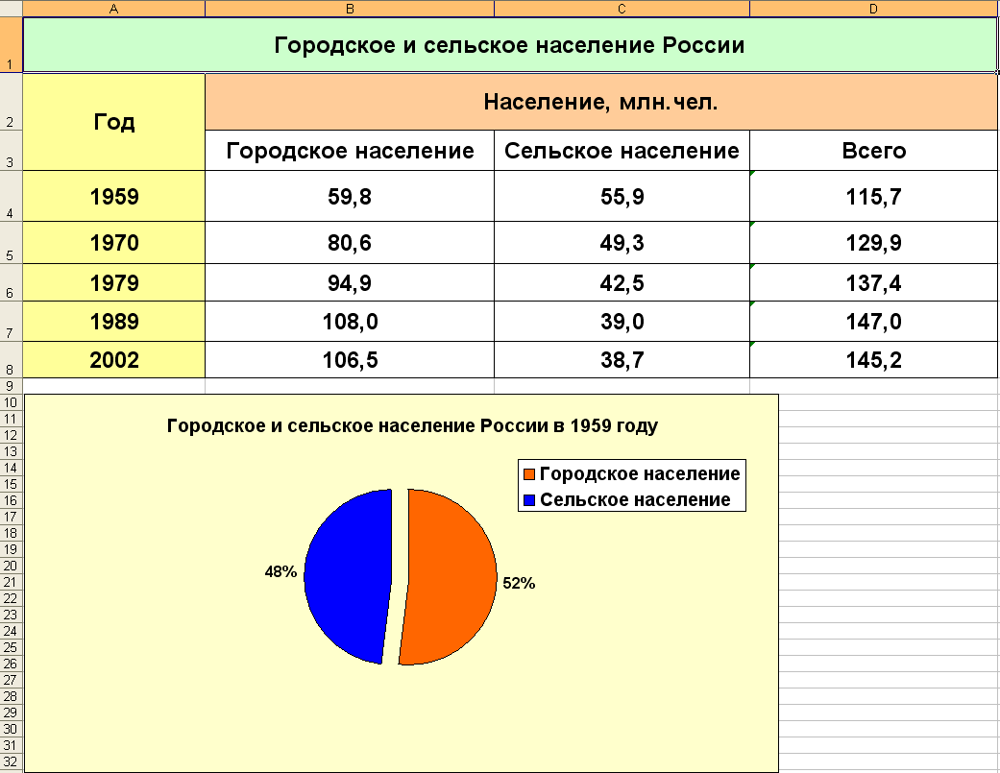 A B C D
1 Городское и сельское население России
2 Год Население, млн.чел.
3 Городское население Сельское население Всего
4 1959 59,8 55,9 115,7
5 1970 80,6 49,3 129,9
6 1979 94,9 42,5 137,4
7 1989 108,0 39,0 147,0
8 2002 106,5 38,7 145,2
9
10
11
12
13
14
15
16
17
18
19
20
21
22
23
24
25
26
27
28
29
30
31
32
Городское и сельское население России в 1959 году
Городское население
Сельское население
48%
52%